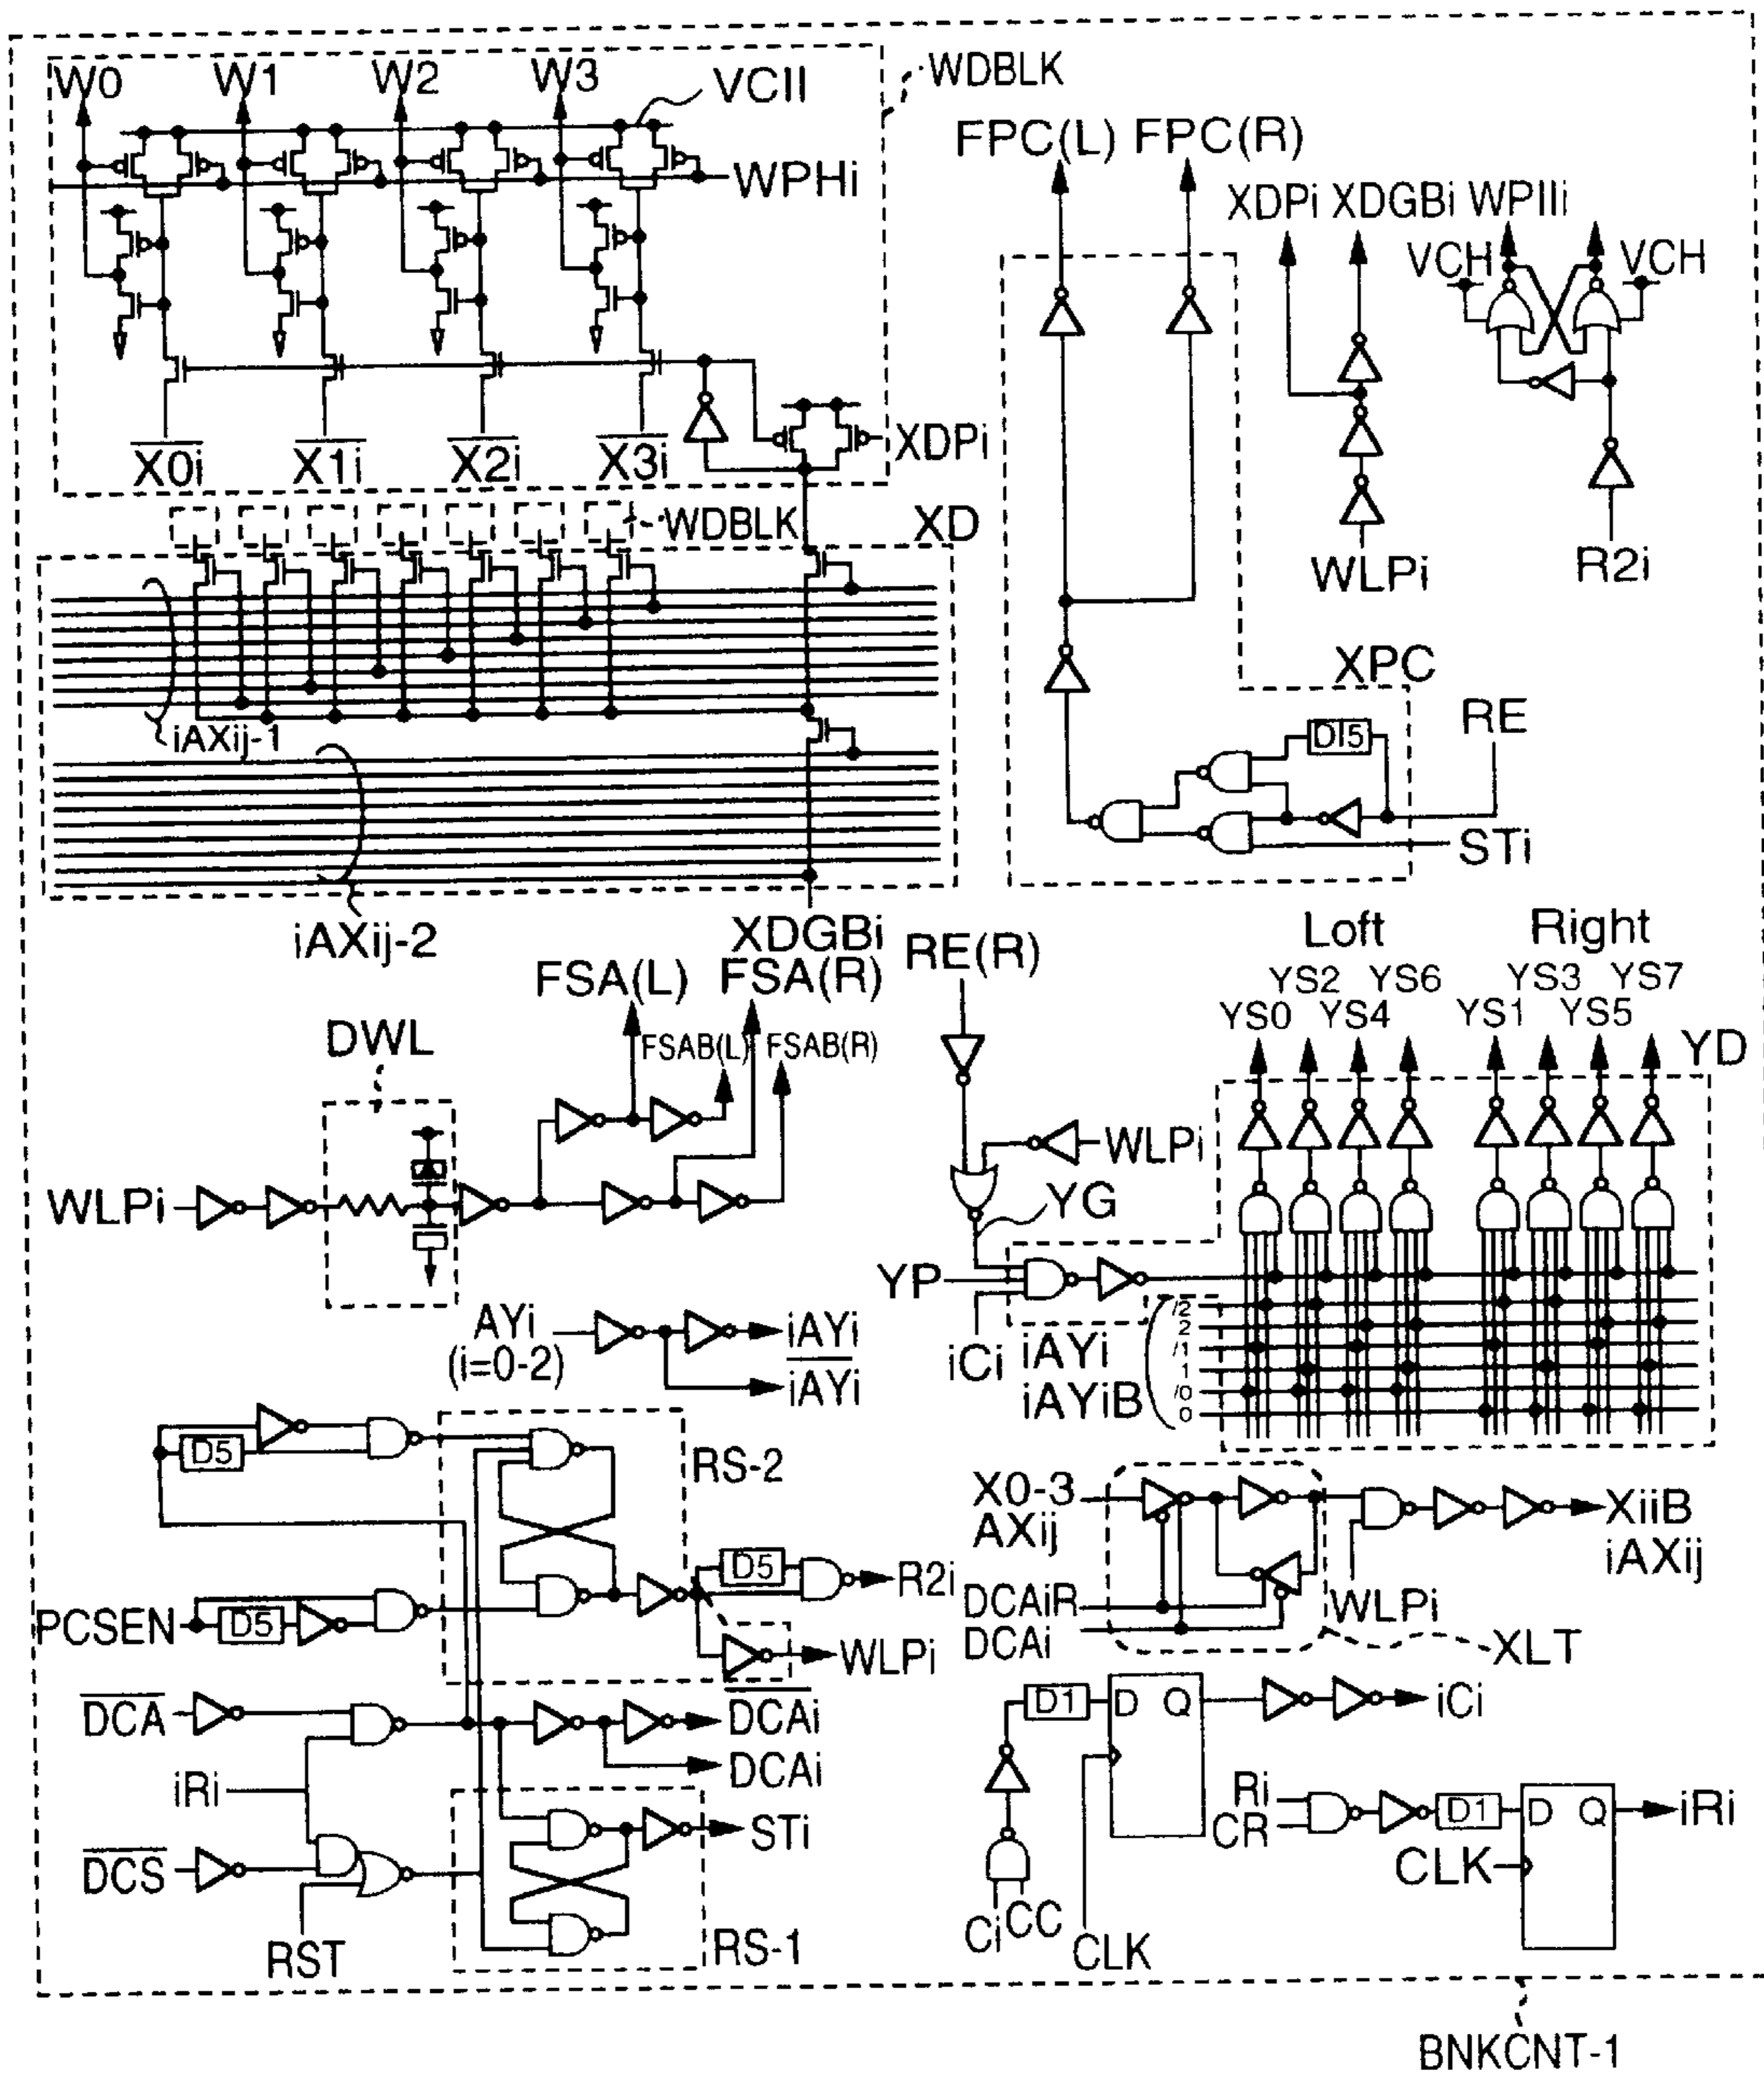 W0 W1 W2 W3 VCII WDBLK
WPHi
X0i X1i X2i X3i XDPi
WDBLK XD
iAXij-1
iAXij-2
XDGBi
FPC(L) FPC(R)
XDPi XDGBi WPIIi
VCH VCH
WLPi R2i
XPC
RE
DI5
STi
FSA(L) FSA(R)
FSAB(L) FSAB(R)
DWL
WLPi
RE(R)
WLPi
YG
YP
iCi
Loft Right
YS2 YS6 YS3 YS7
YS0 YS4 YS1 YS5
YD
iAYi
iAYiB
/2
2
/1
1
/0
0
AYi
(i=0-2)
iAYi
iAYi
D5
RS-2
PCSEN D5
D5 R2i
WLPi
DCA
DCAi
DCAi
iRi
DCS
RST
STi
RS-1
X0-3
AXij
DCAiR
DCAi
WLPi
XLT
XiiB
iAXij
D1 D Q iCi
Ci CC CLK
Ri
CR
D1 D Q iRi
CLK
BNKCNT-1